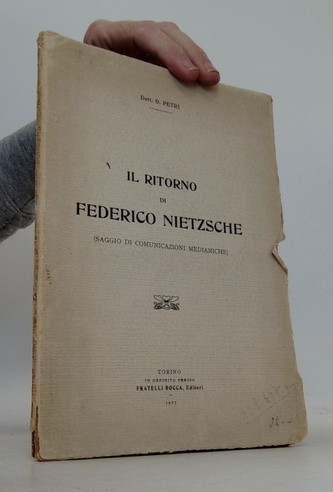 Dott. G. PETRI
IL RITORNO
DI
FEDERICO NIETZSCHE
(SAGGIO DI COMUNICAZIONI MEDIANICHE)
TORINO
IN DEPOSITO PRESSO
FRATELLI BOCCA, Editori